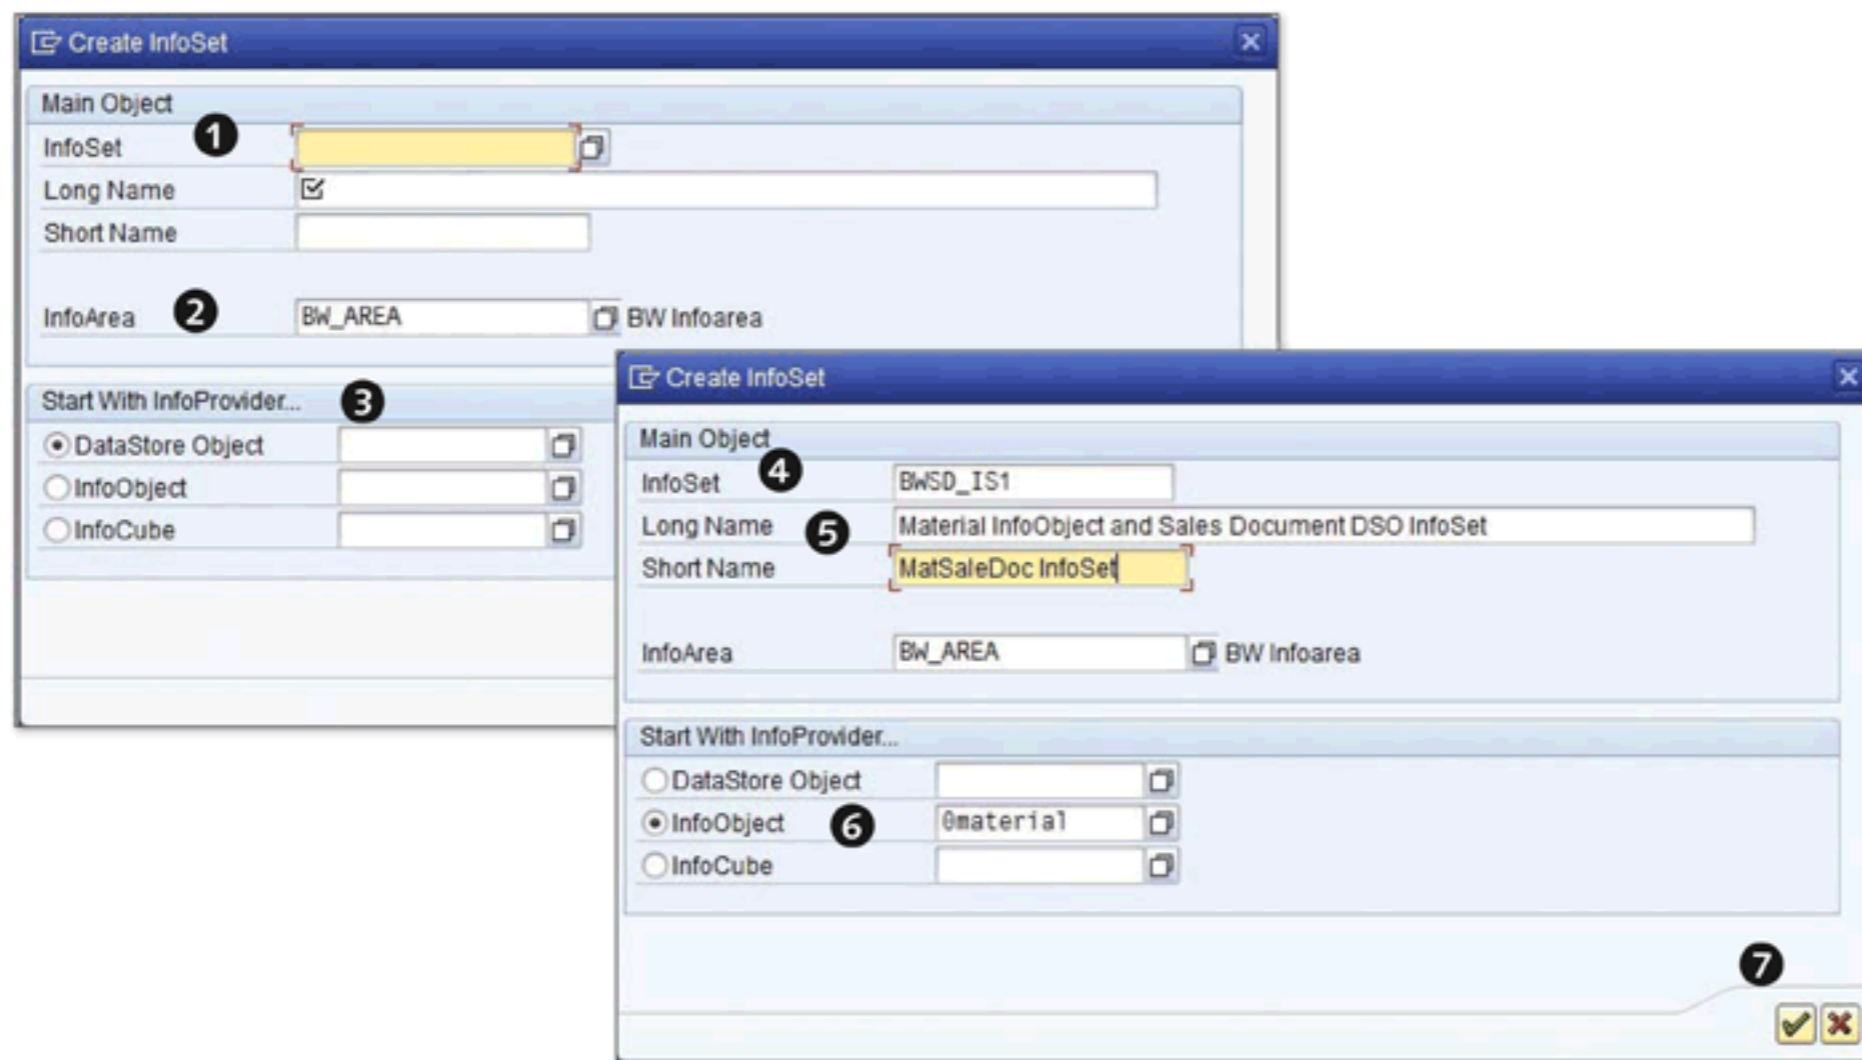 Create InfoSet
Main Object
1
InfoSet
Long Name
Short Name
InfoArea 2 BW_AREA BW Infoarea
Start With InfoProvider... 3
DataStore Object
InfoObject
InfoCube
Create InfoSet
Main Object
InfoSet 4 BWSD_IS1
Long Name 5 Material InfoObject and Sales Document DSO InfoSet
Short Name MatSaleDoc InfoSet
InfoArea BW_AREA BW Infoarea
Start With InfoProvider...
DataStore Object
InfoObject 6 0material
InfoCube
7